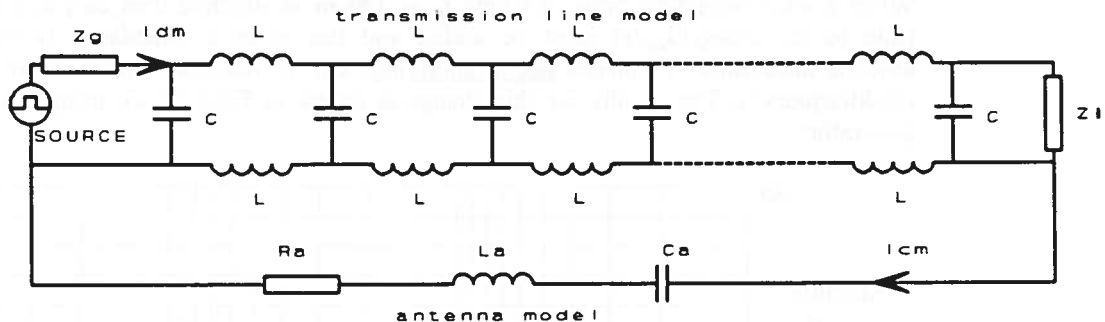 transmission line model
Zg Idm L L L L
C C C C C Zl
SOURCE
L L L L
Ra La Ca Icm
antenna model